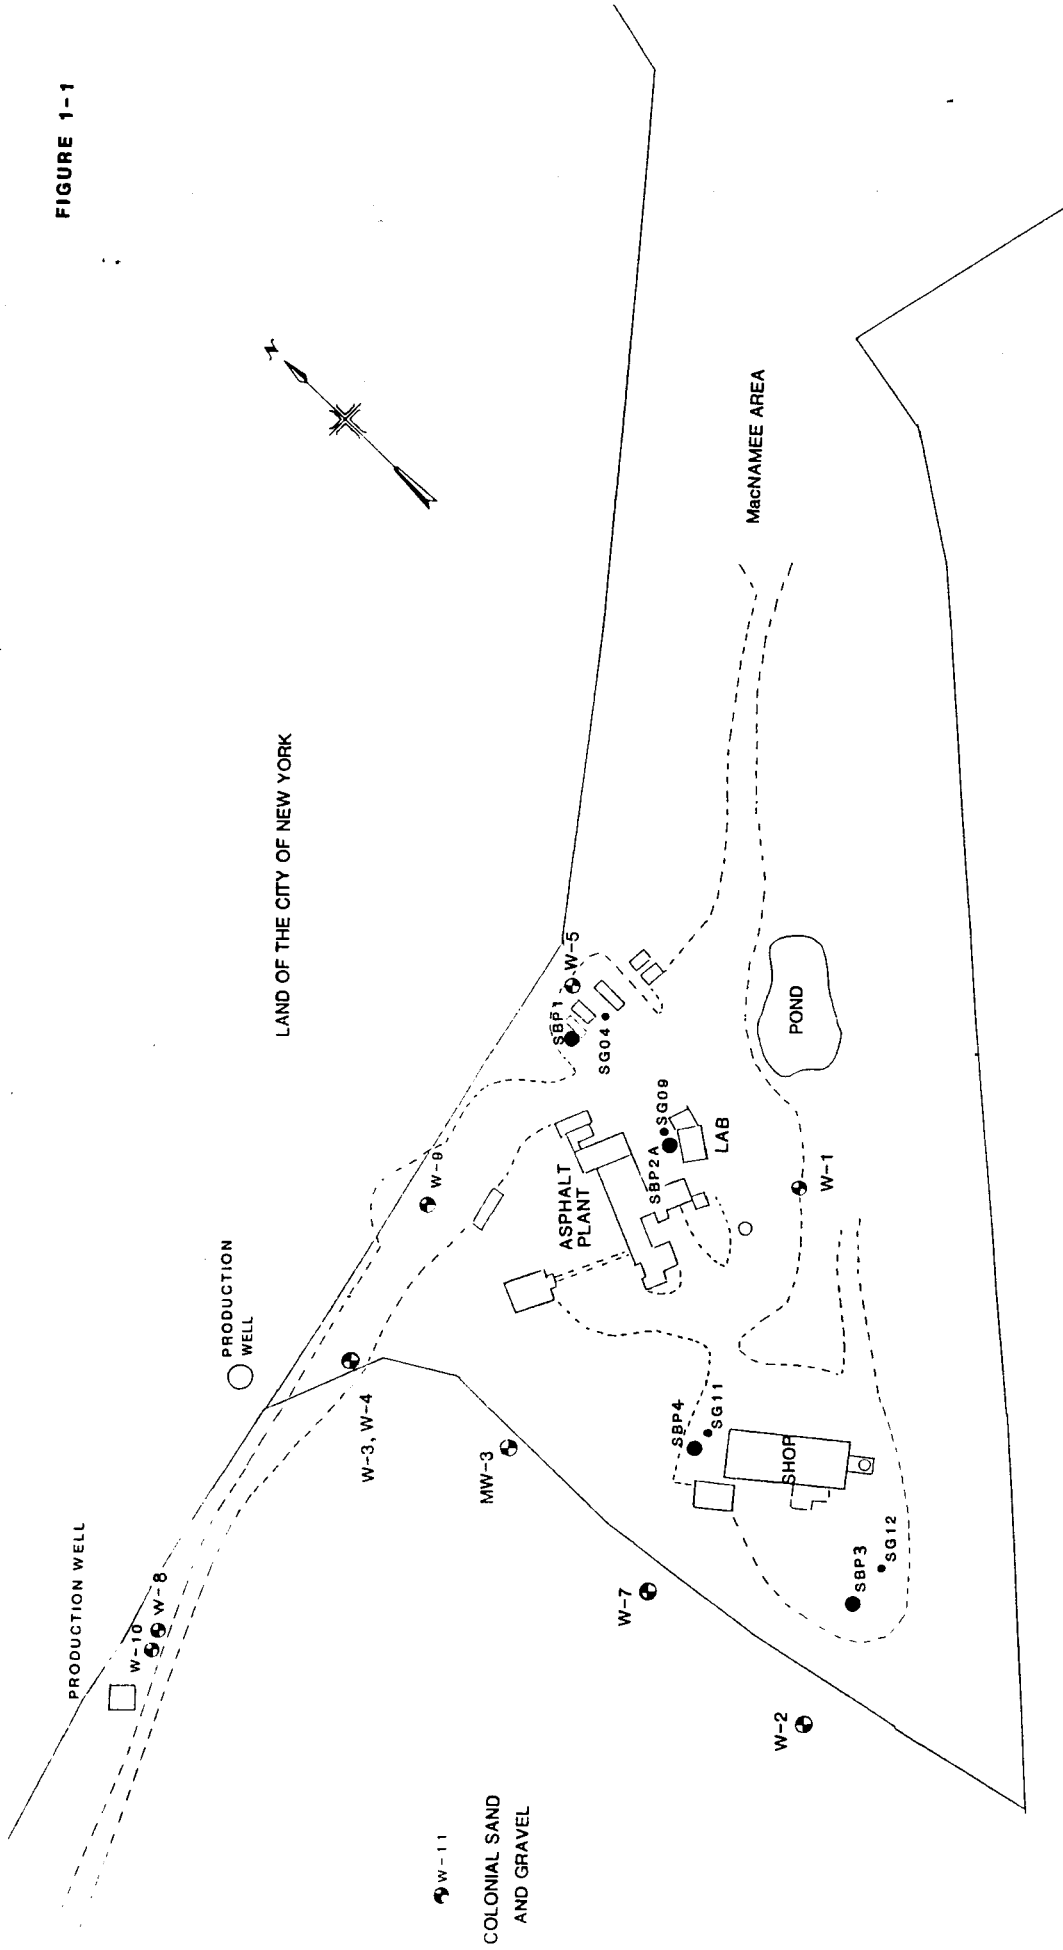 FIGURE 1-1
N
LAND OF THE CITY OF NEW YORK
MacNAMEE AREA
PRODUCTION WELL
W-10
W-8
PRODUCTION
WELL
W-3, W-4
W-9
W-5
SBP1
SG04
MW-3
ASPHALT
PLANT
SBP2A
SG09
LAB
POND
W-1
W-7
SBP4
SG11
SHOP
SBP3
SG12
W-2
W-11
COLONIAL SAND
AND GRAVEL